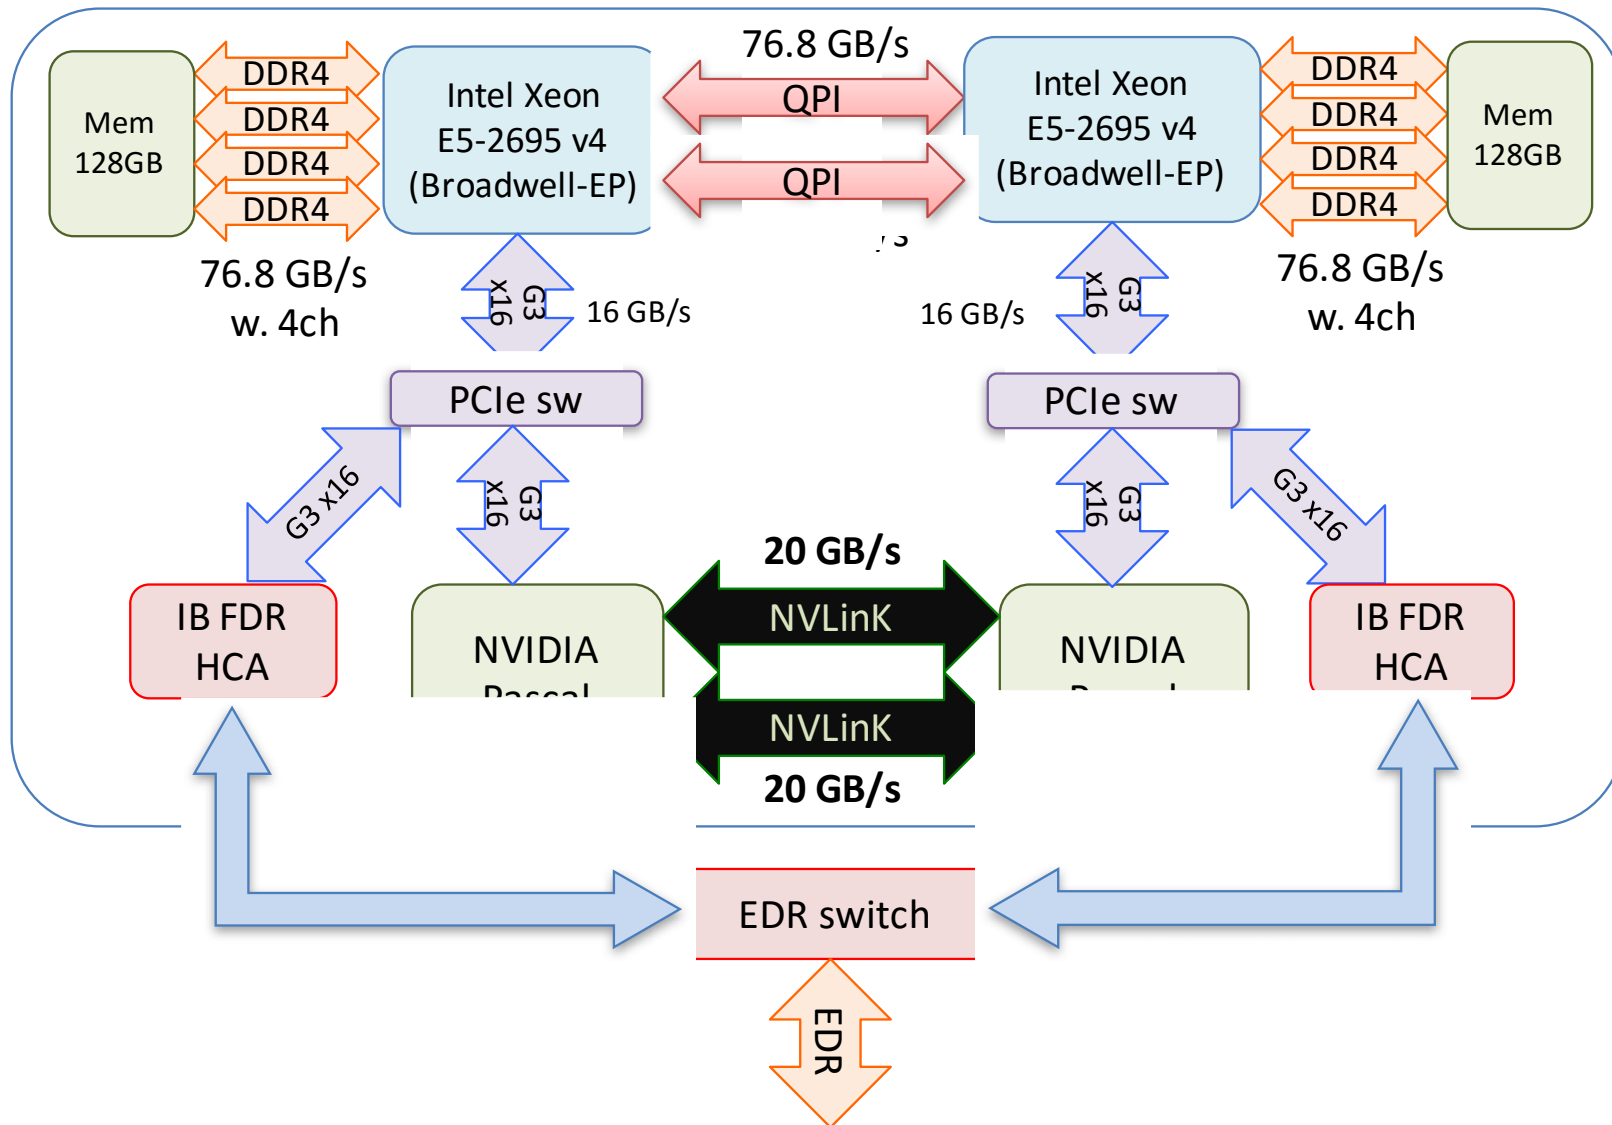 76.8 GB/s
Mem
128GB
DDR4
DDR4
DDR4
DDR4
Intel Xeon
E5-2695 v4
(Broadwell-EP)
QPI
QPI
Intel Xeon
E5-2695 v4
(Broadwell-EP)
DDR4
DDR4
DDR4
DDR4
Mem
128GB
76.8 GB/s
w. 4ch
G3
x16
16 GB/s
16 GB/s
G3
x16
76.8 GB/s
w. 4ch
PCIe sw
PCIe sw
G3 x16
G3
x16
G3
x16
G3 x16
20 GB/s
IB FDR
HCA
NVIDIA
Pascal
NVLinK
NVLinK
20 GB/s
NVIDIA
IB FDR
HCA
EDR switch
EDR